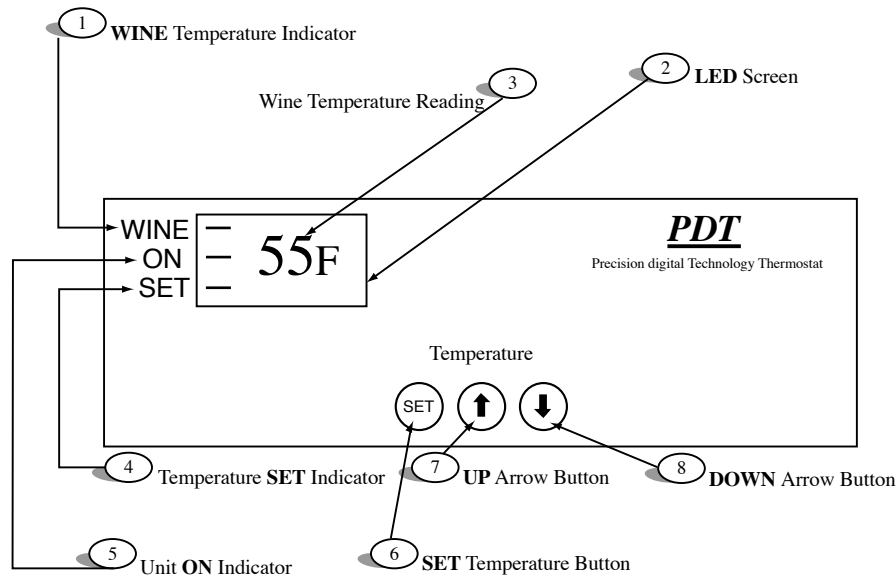 1 WINE Temperature Indicator
2 LED Screen
3
Wine Temperature Reading
WINE
ON
SET
55F
PDT
Precision digital Technology Thermostat
Temperature
SET
4 Temperature SET Indicator
7 UP Arrow Button
8 DOWN Arrow Button
5 Unit ON Indicator
6 SET Temperature Button